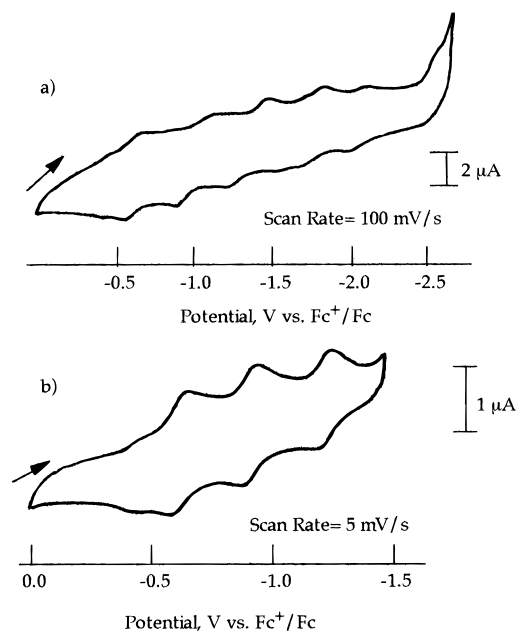 a)
2 μA
Scan Rate= 100 mV/s
-0.5 -1.0 -1.5 -2.0 -2.5
Potential, V vs. Fc⁺/Fc
b)
1 μA
Scan Rate= 5 mV/s
0.0 -0.5 -1.0 -1.5
Potential, V vs. Fc⁺/Fc